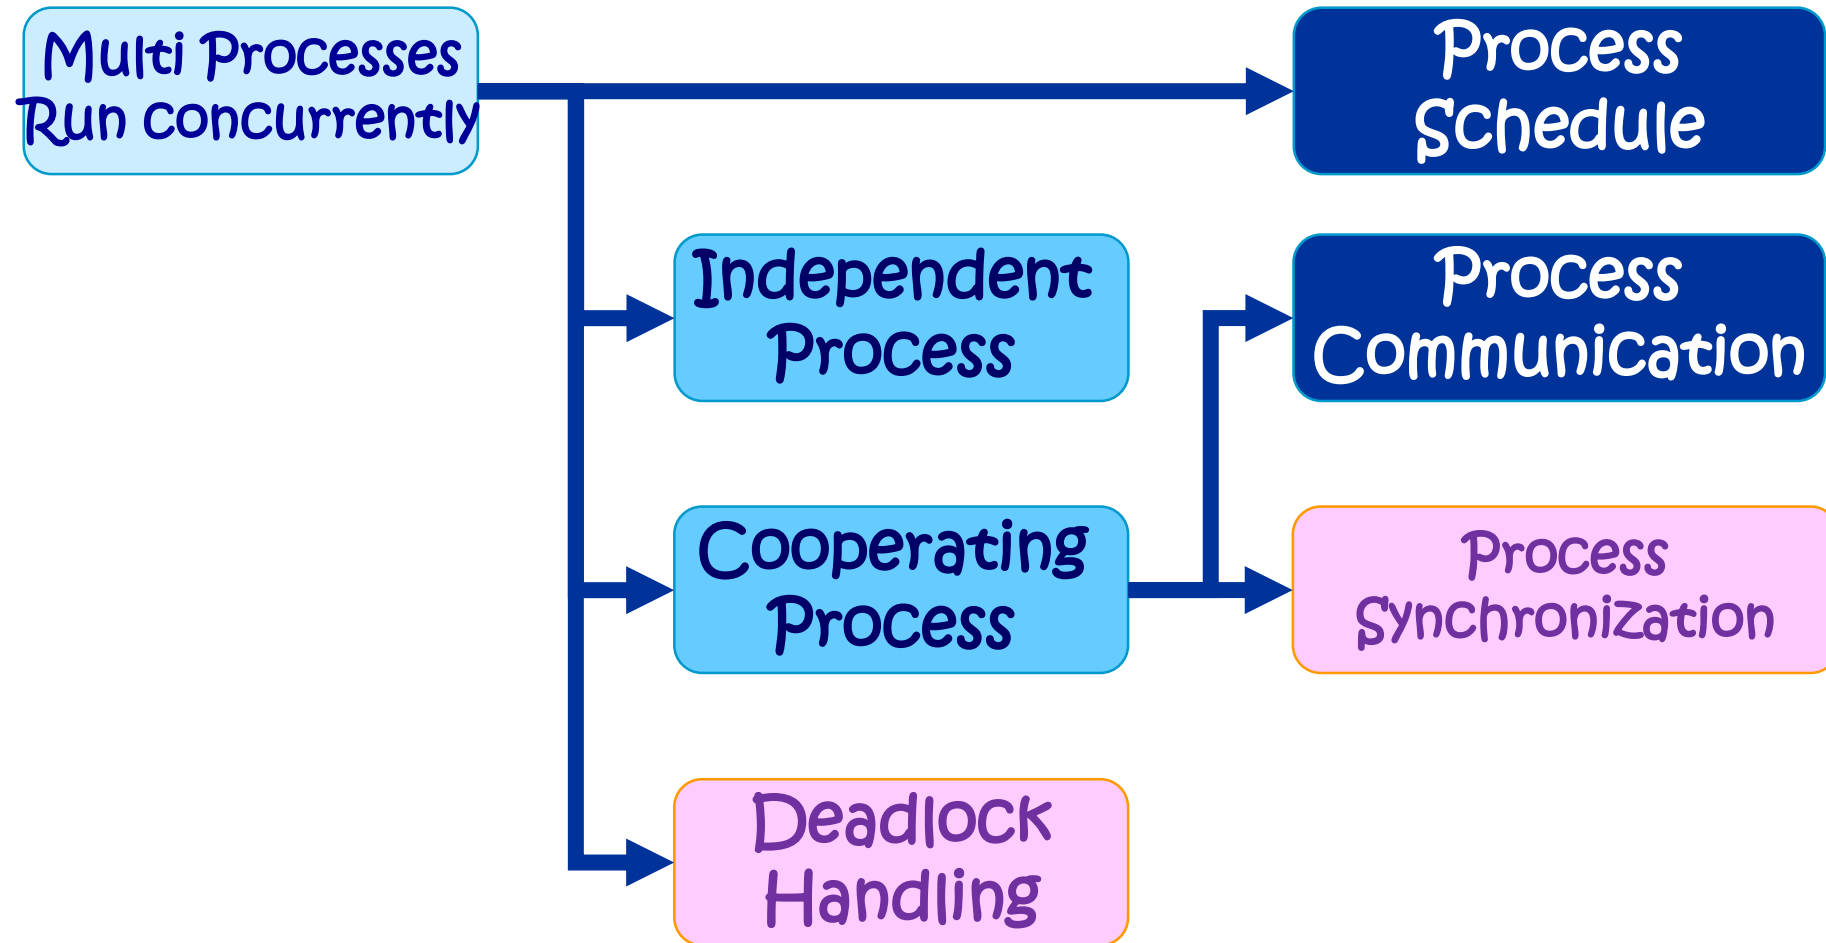 Multi Processes
Run concurrently
Process
Schedule
Independent
Process
Process
Communication
Cooperating
Process
Process
Synchronization
Deadlock
Handling